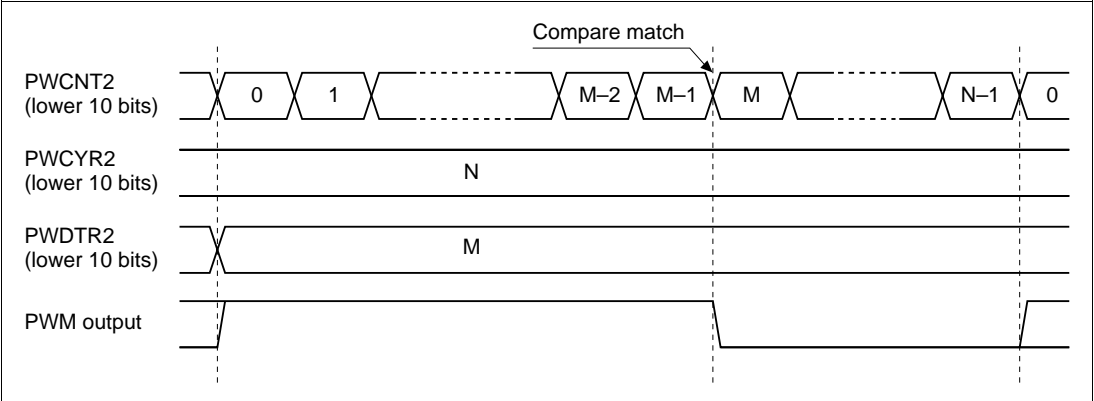 Compare match
PWCNT2
(lower 10 bits)
0 1 M–2 M–1 M N–1 0
PWCYR2
(lower 10 bits)
N
PWDTR2
(lower 10 bits)
M
PWM output